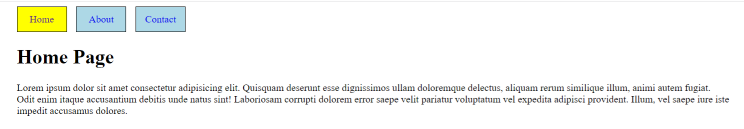 Home About Contact
Home Page
Lorem ipsum dolor sit amet consectetur adipisicing elit. Quisquam deserunt esse dignissimos ullam doloremque delectus, aliquam rerum similique illum, animi autem fugiat.
Odit enim itaque accusantium debitis unde natus sint! Laboriosam corrupti dolorem error saepe velit pariatur voluptatum vel expedita adipisci provident. Illum, vel saepe iure iste
impedit accusamus dolores.